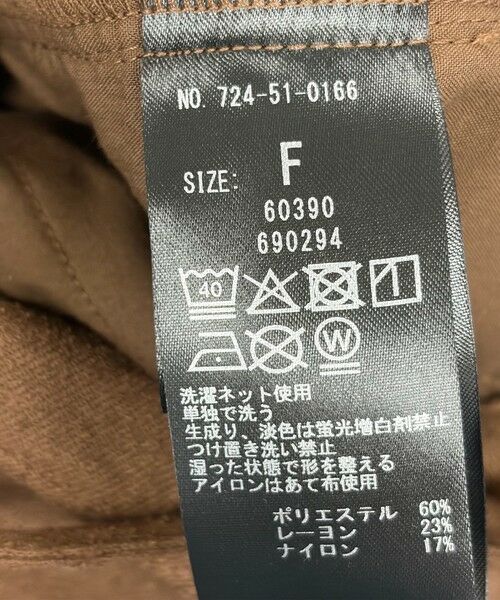 NO. 724-51-0166
SIZE: F
60390
690294
40
W
洗濯ネット使用
単独で洗う
生成り、淡色は蛍光増白剤禁止
つけ置き洗い禁止
湿った状態で形を整える
アイロンはあて布使用
ポリエステル 60%
レーヨン 23%
ナイロン 17%